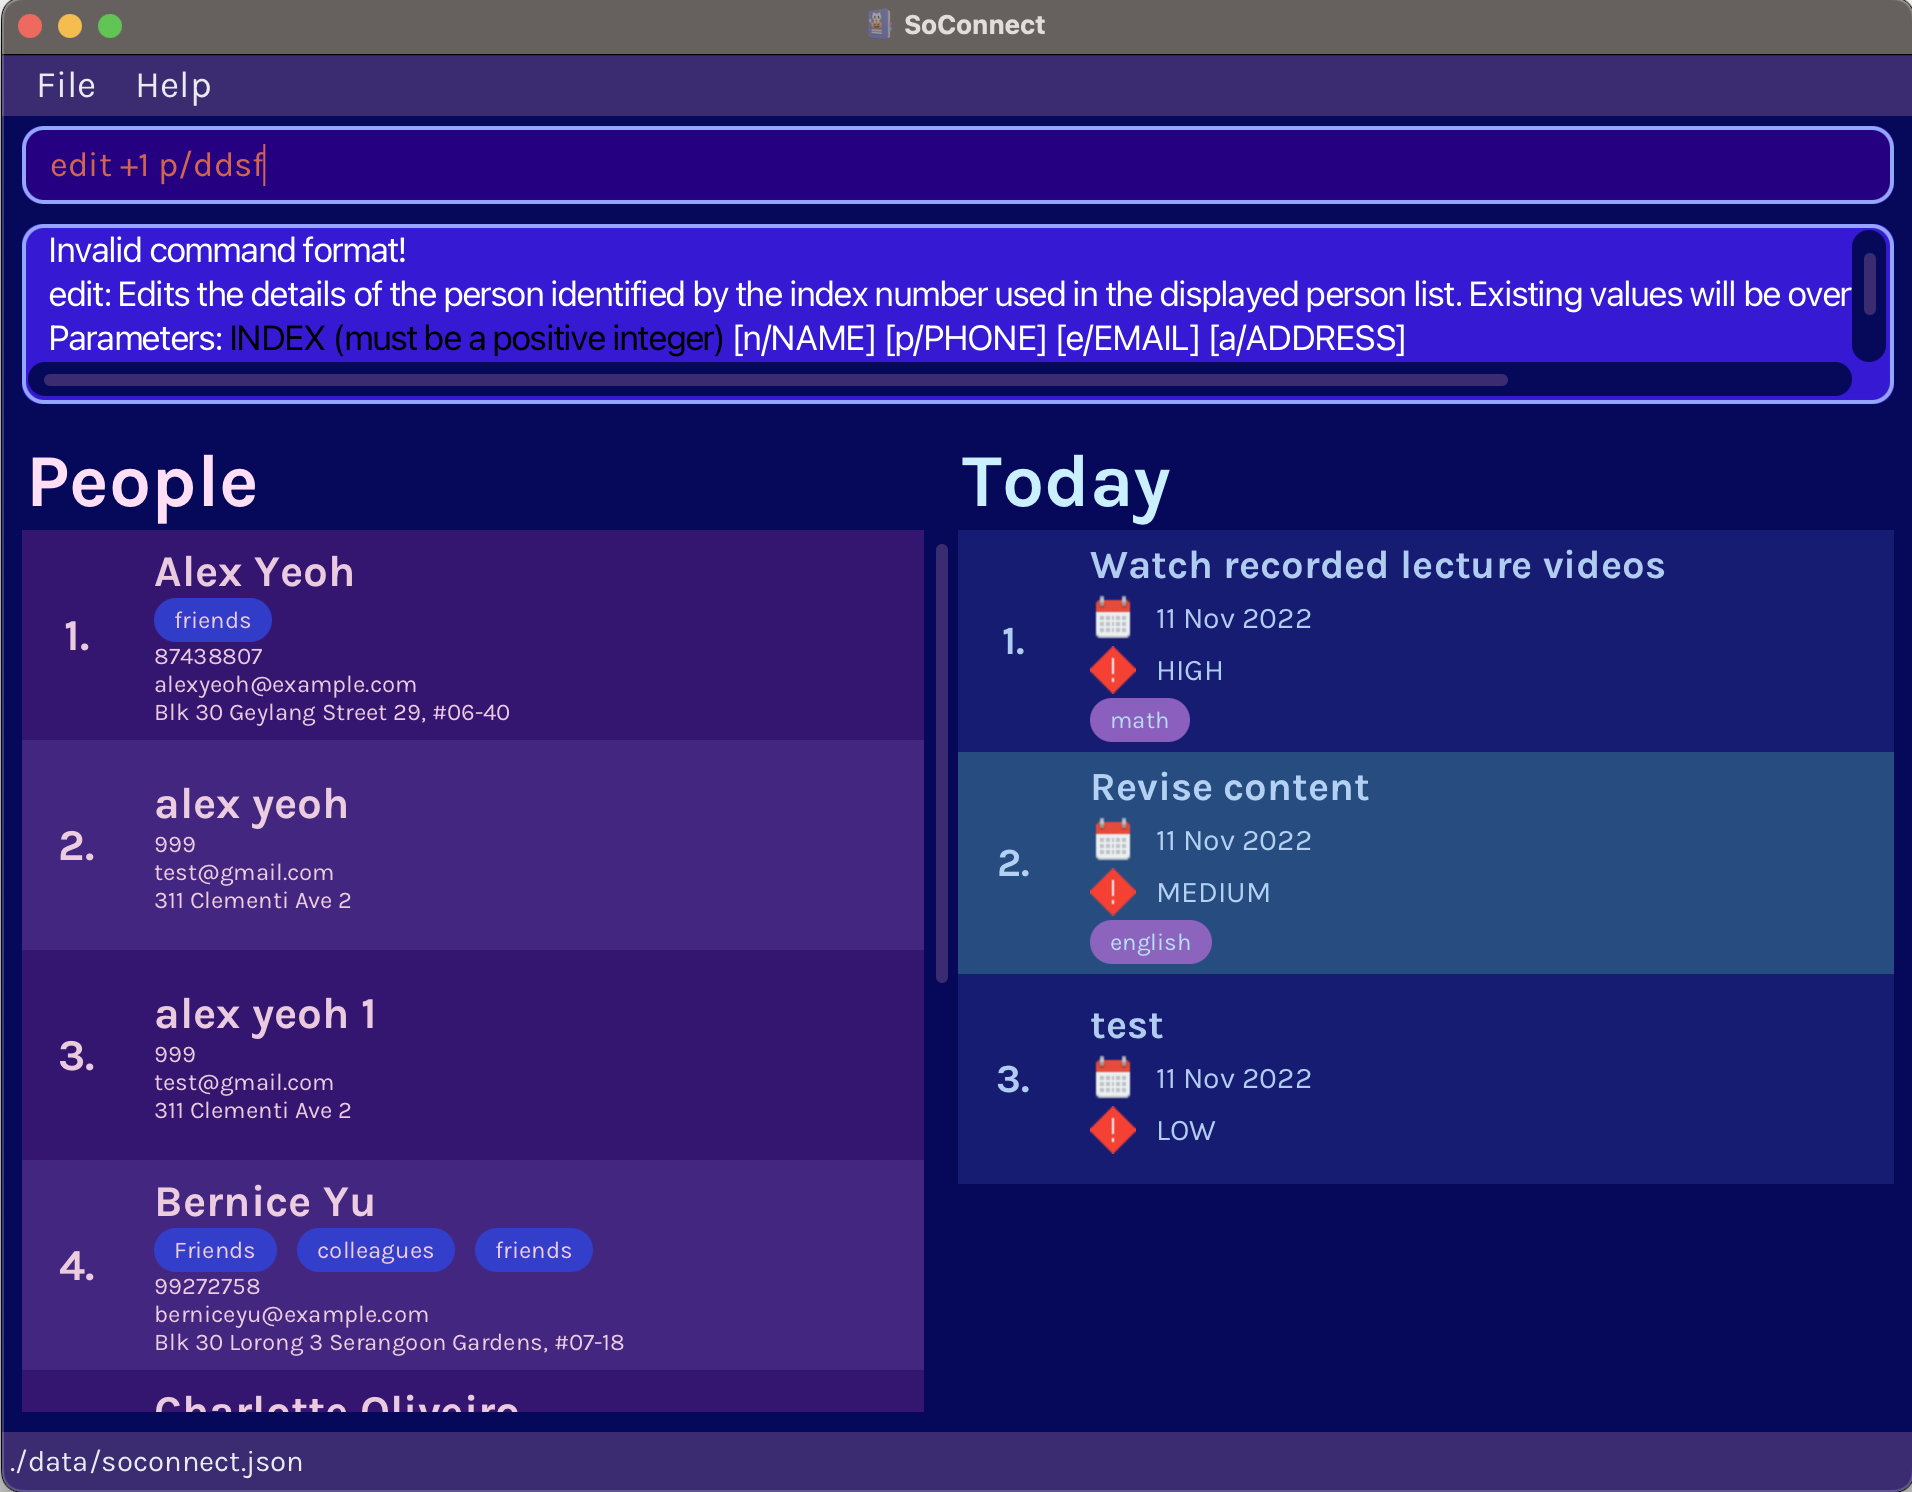 SoConnect
File Help
edit +1 p/ddsf
Invalid command format!
edit: Edits the details of the person identified by the index number used in the displayed person list. Existing values will be over
Parameters: INDEX (must be a positive integer) [n/NAME] [p/PHONE] [e/EMAIL] [a/ADDRESS]
People
1.
Alex Yeoh
friends
87438807
alexyeoh@example.com
Blk 30 Geylang Street 29, #06-40
2.
alex yeoh
999
test@gmail.com
311 Clementi Ave 2
3.
alex yeoh 1
999
test@gmail.com
311 Clementi Ave 2
4.
Bernice Yu
Friends colleagues friends
99272758
berniceyu@example.com
Blk 30 Lorong 3 Serangoon Gardens, #07-18
Charlotte Oliveiro
Today
1.
Watch recorded lecture videos
11 Nov 2022
HIGH
math
2.
Revise content
11 Nov 2022
MEDIUM
english
3.
test
11 Nov 2022
LOW
./data/soconnect.json